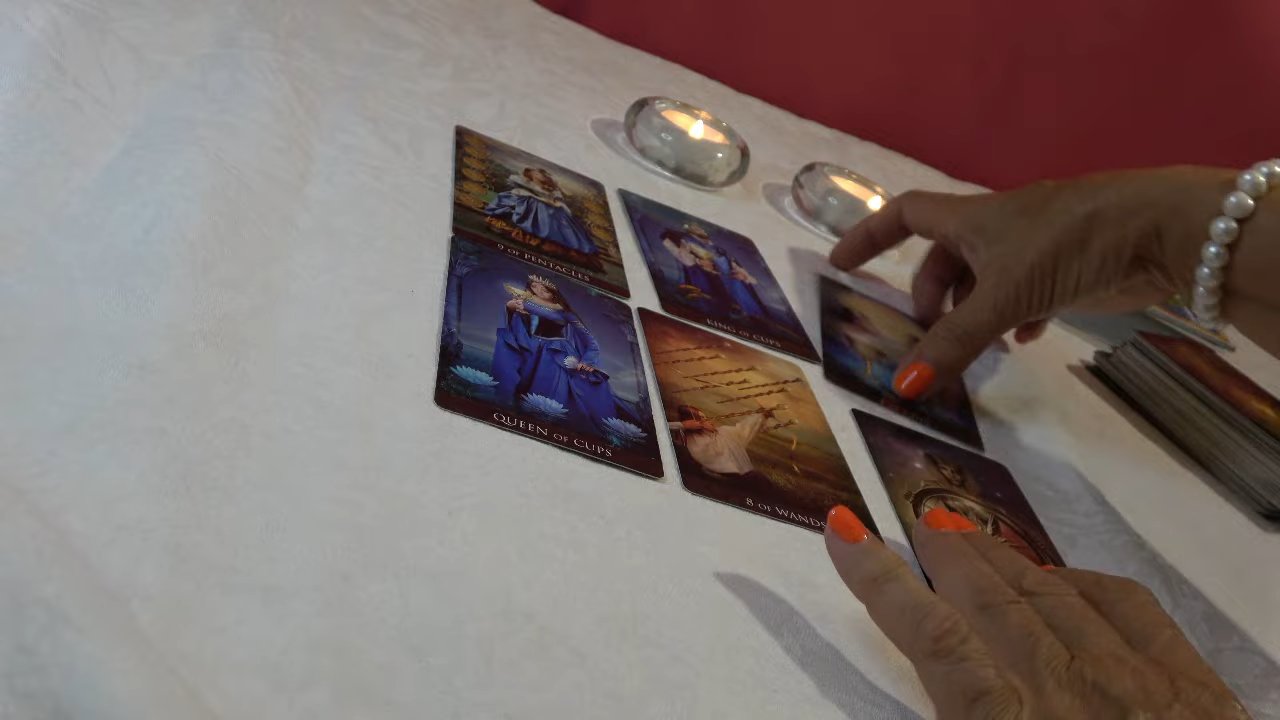 9 OF PENTACLES
KING OF CUPS
QUEEN OF CUPS
8 OF WANDS